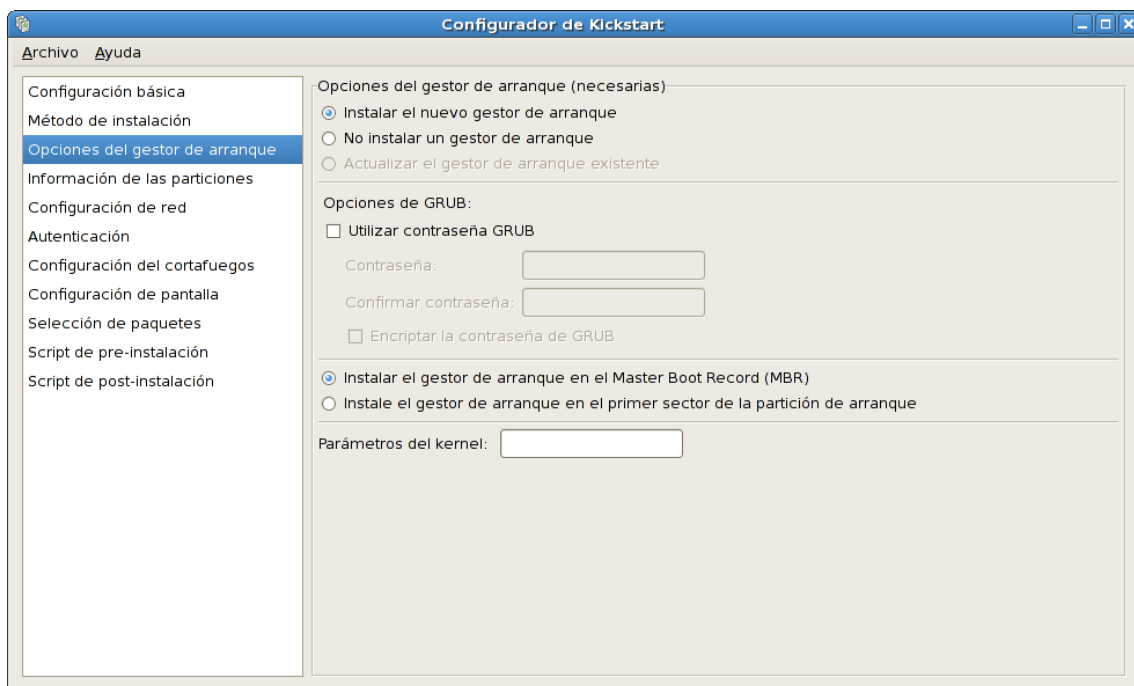 Configurador de Kickstart
Archivo Ayuda
Configuración básica
Método de instalación
Opciones del gestor de arranque
Información de las particiones
Configuración de red
Autenticación
Configuración del cortafuegos
Configuración de pantalla
Selección de paquetes
Script de pre-instalación
Script de post-instalación
Opciones del gestor de arranque (necesarias)
Instalar el nuevo gestor de arranque
No instalar un gestor de arranque
Actualizar el gestor de arranque existente
Opciones de GRUB:
Utilizar contraseña GRUB
Contraseña:
Confirmar contraseña:
Encriptar la contraseña de GRUB
Instalar el gestor de arranque en el Master Boot Record (MBR)
Instale el gestor de arranque en el primer sector de la partición de arranque
Parámetros del kernel: